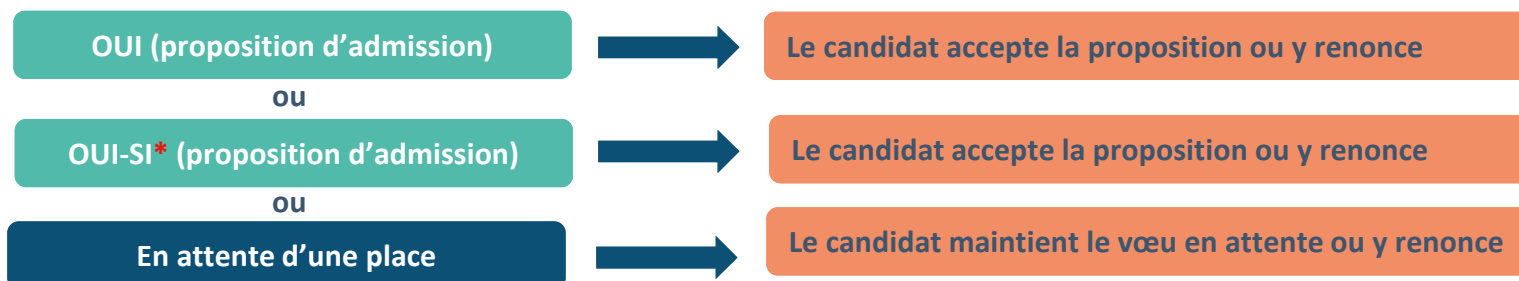 OUI (proposition d’admission)
Le candidat accepte la proposition ou y renonce
ou
OUI-SI* (proposition d’admission)
Le candidat accepte la proposition ou y renonce
ou
En attente d’une place
Le candidat maintient le vœu en attente ou y renonce